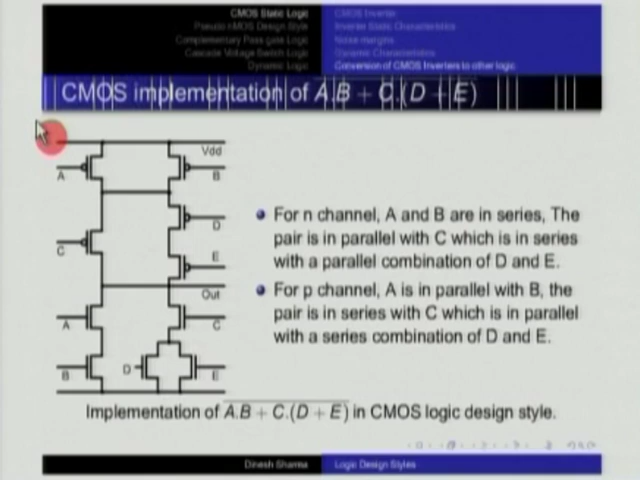 CMOS Static Logic
Pseudo nMOS Design Style
Complementary Pass gate Logic
Cascade Voltage Switch Logic
Dynamic Logic
CMOS Inverter
Inverter Static Characteristics
Noise margins
Dynamic Characteristics
Conversion of CMOS Inverters to other logic
CMOS implementation of A.B + C.(D + E)
Vdd
A
B
D
C
E
Out
A
C
B
D
E
For n channel, A and B are in series, The
pair is in parallel with C which is in series
with a parallel combination of D and E.
For p channel, A is in parallel with B, the
pair is in series with C which is in parallel
with a series combination of D and E.
Implementation of A.B + C.(D + E) in CMOS logic design style.
Dinesh Sharma
Logic Design Styles